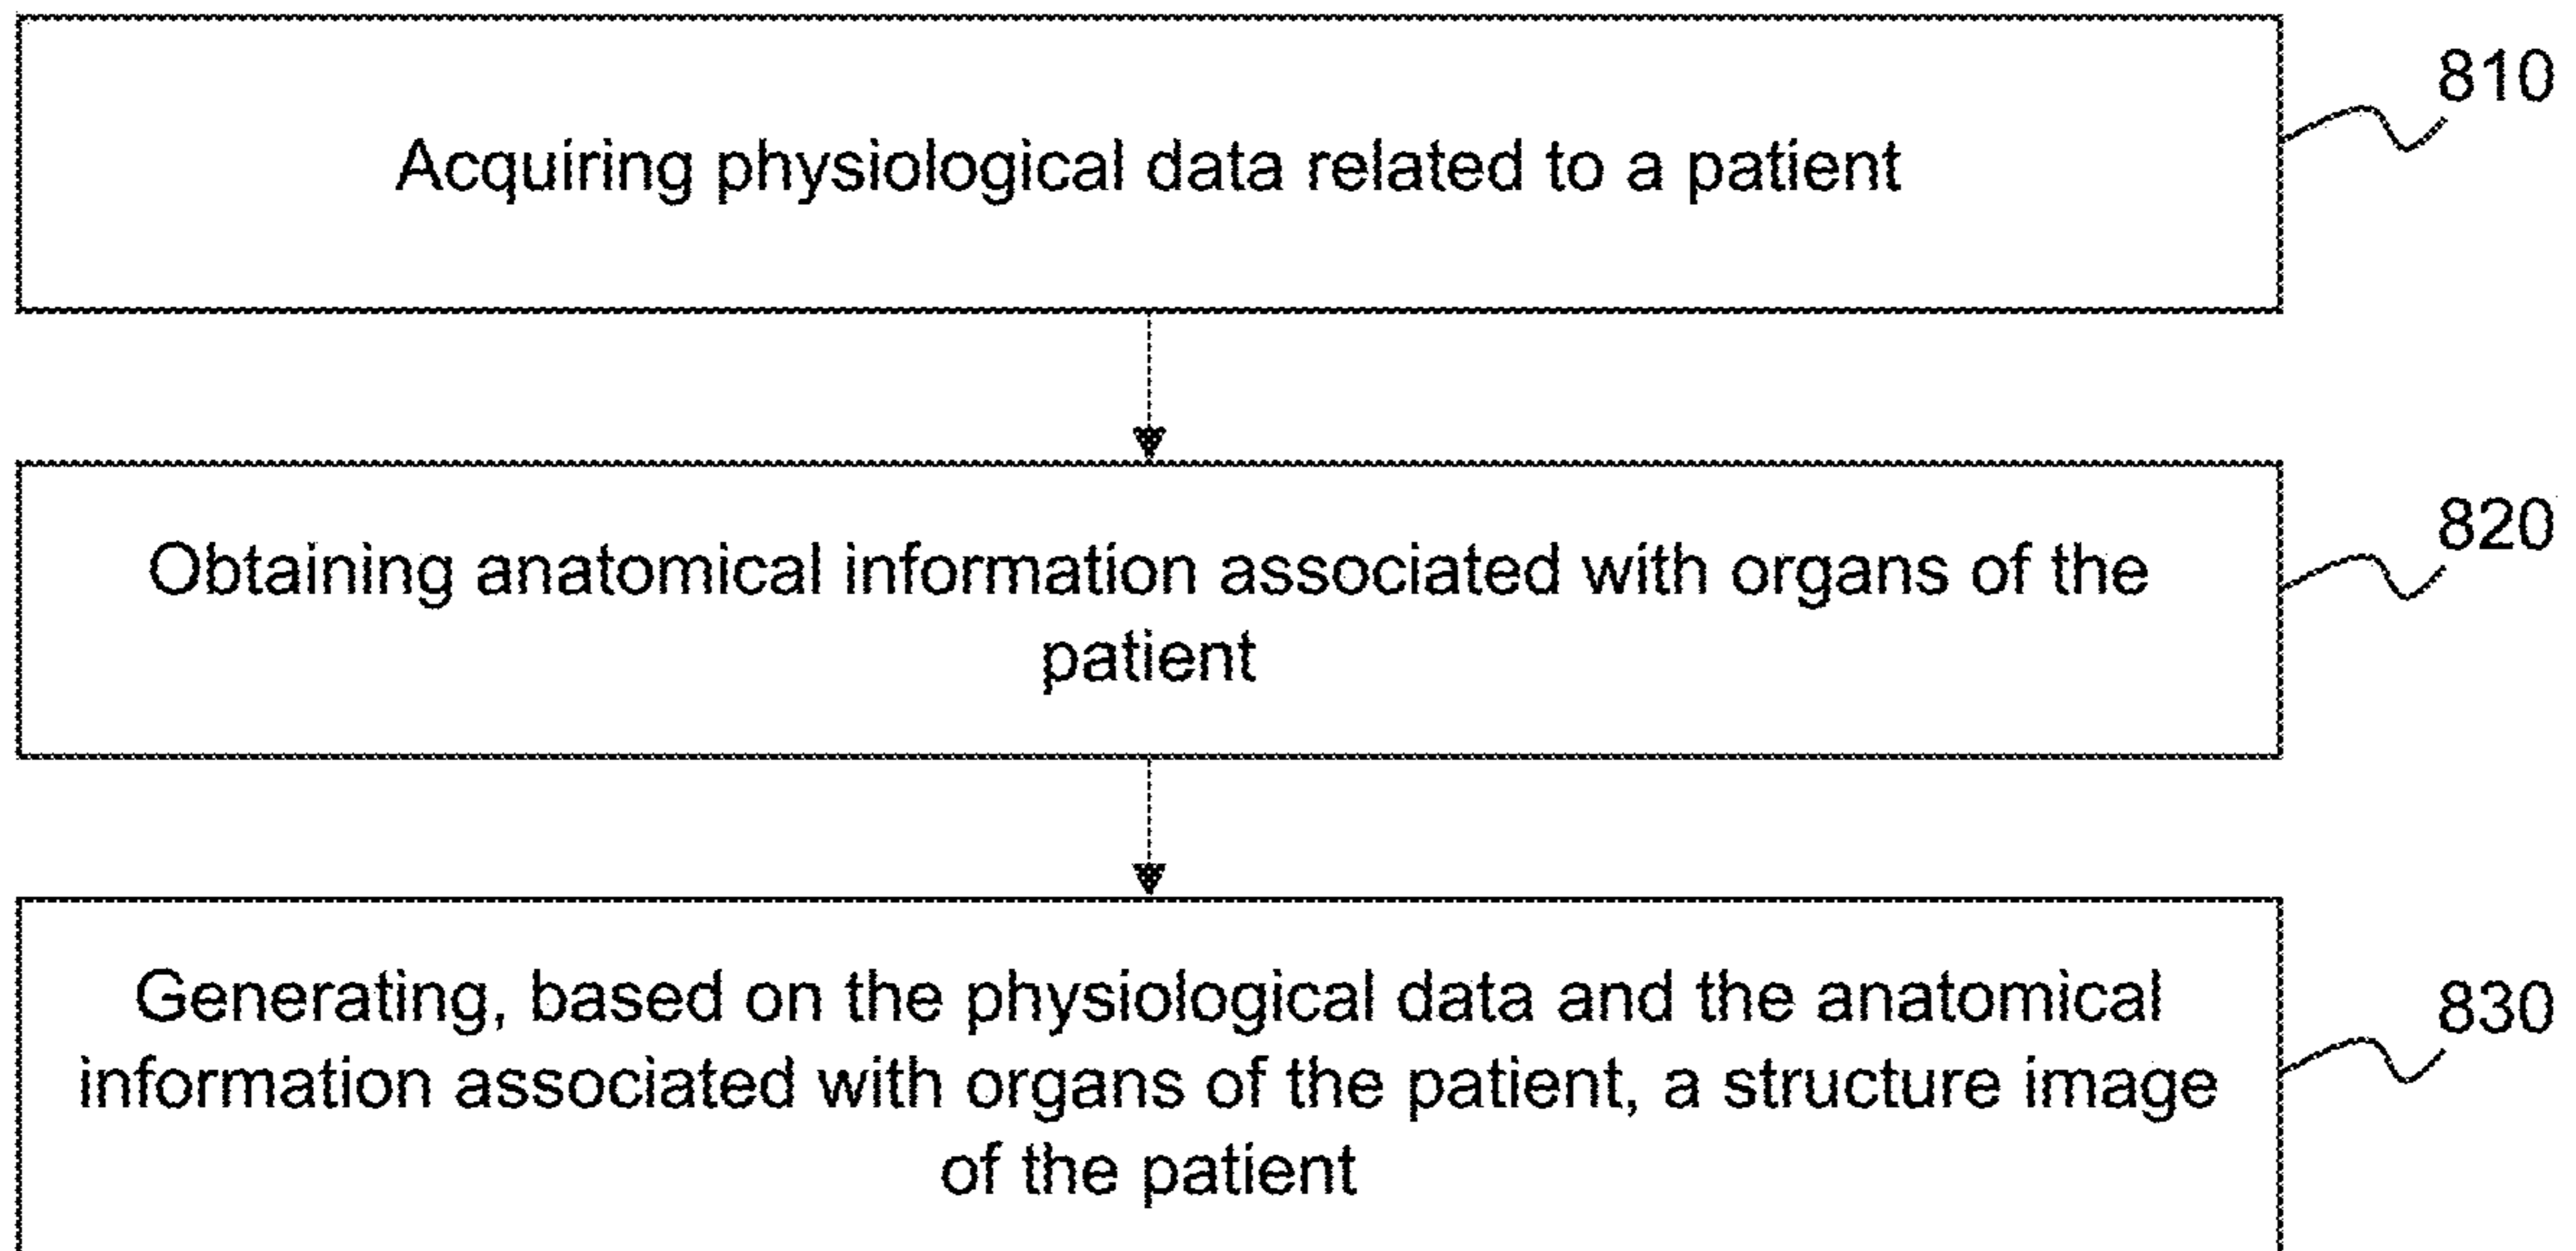 810
Acquiring physiological data related to a patient
820
Obtaining anatomical information associated with organs of the
patient
830
Generating, based on the physiological data and the anatomical
information associated with organs of the patient, a structure image
of the patient